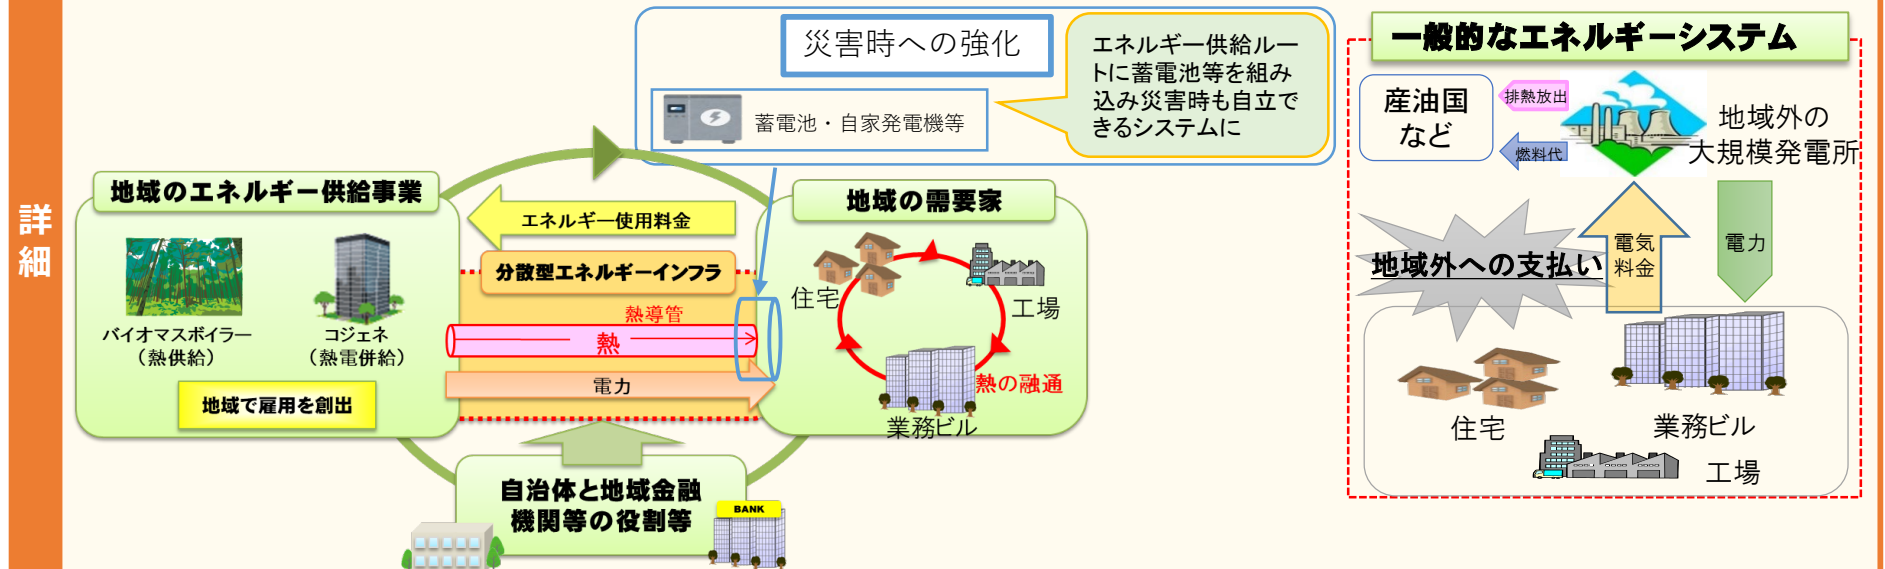 詳
細
災害時への強化
蓄電池・自家発電機等
エネルギー供給ルー
トに蓄電池等を組み
込み災害時も自立で
きるシステムに
地域のエネルギー供給事業
バイオマスボイラー
（熱供給）
コジェネ
（熱電併給）
地域で雇用を創出
エネルギー使用料金
分散型エネルギーインフラ
熱導管
熱
電力
地域の需要家
住宅
工場
熱の融通
業務ビル
自治体と地域金融
機関等の役割等
BANK
一般的なエネルギーシステム
産油国
など
排熱放出
燃料代
地域外の
大規模発電所
地域外への支払い
電気
料金
電力
住宅
業務ビル
工場